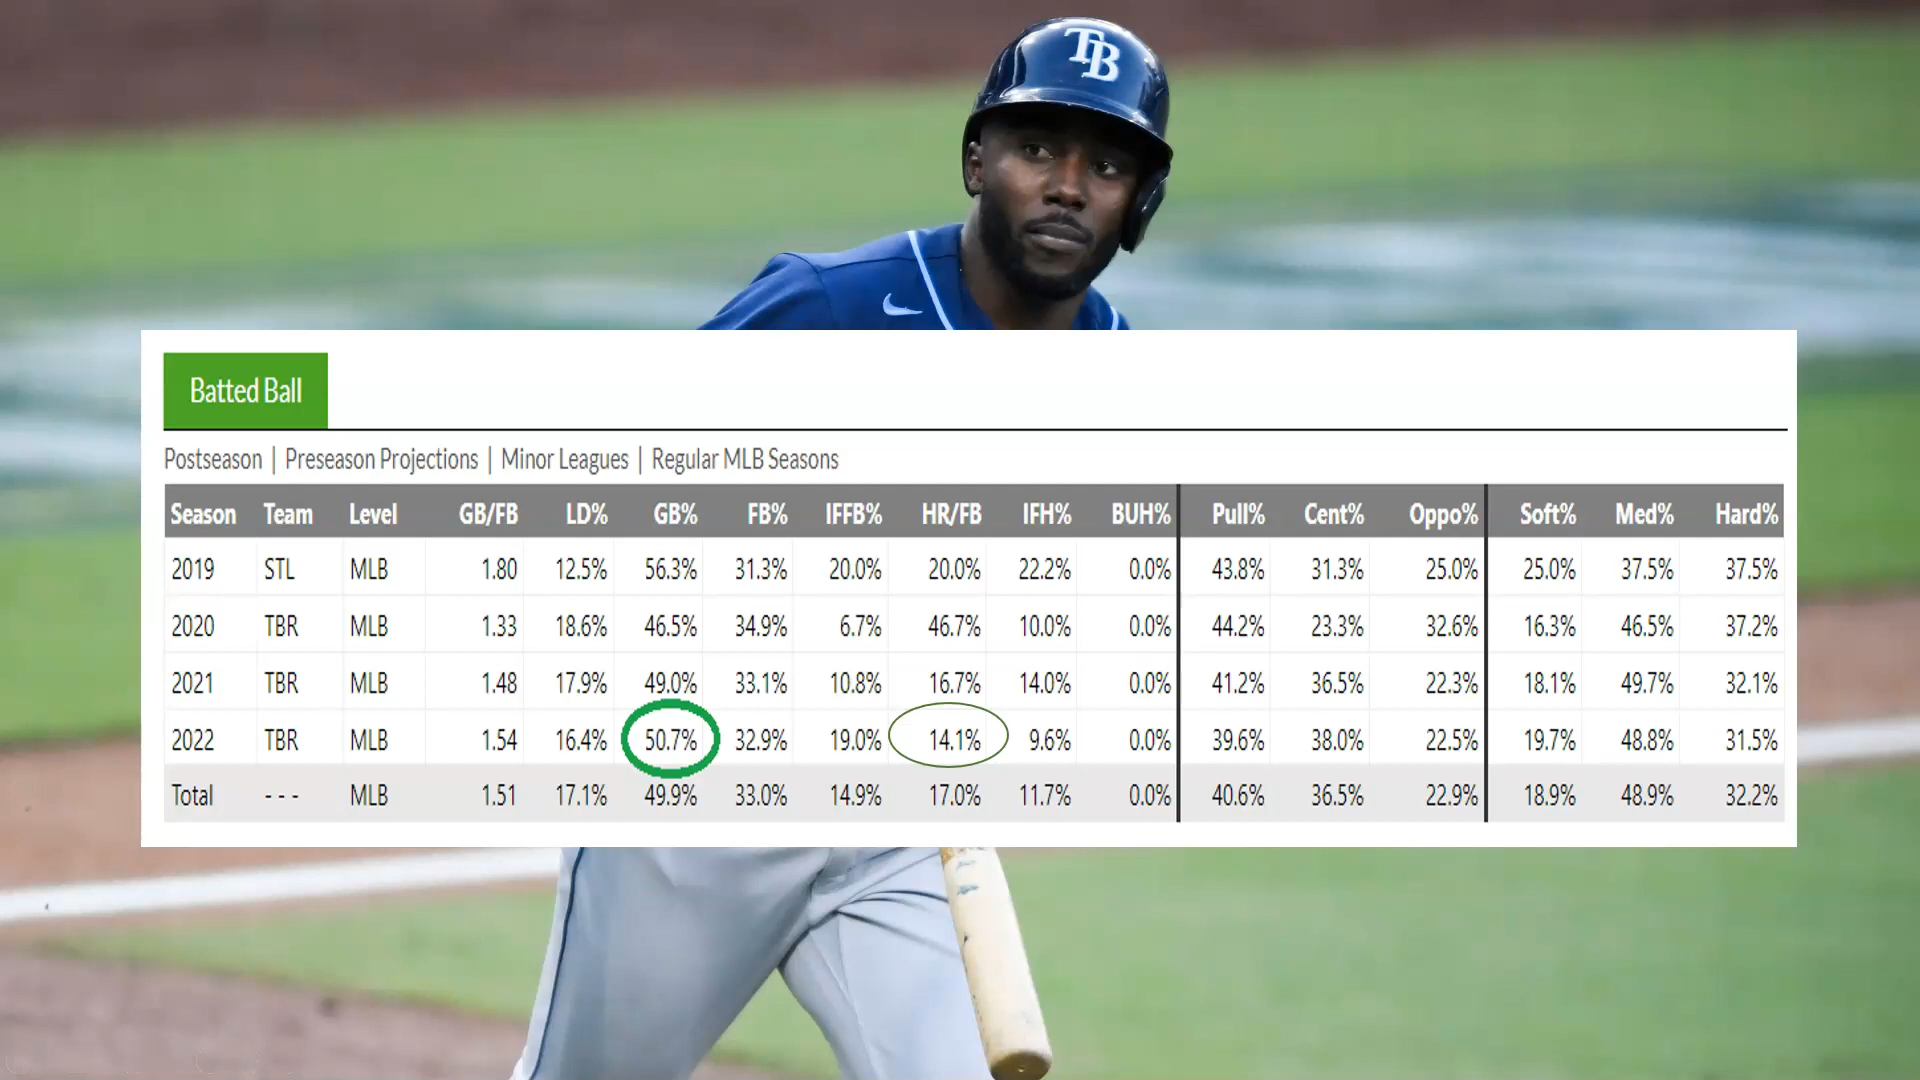 TB
Batted Ball
Postseason | Preseason Projections | Minor Leagues | Regular MLB Seasons
Season Team Level GB/FB LD% GB% FB% IFFB% HR/FB IFH% BUH% Pull% Cent% Oppo% Soft% Med% Hard%
2019 STL MLB 1.80 12.5% 56.3% 31.3% 20.0% 20.0% 22.2% 0.0% 43.8% 31.3% 25.0% 25.0% 37.5% 37.5%
2020 TBR MLB 1.33 18.6% 46.5% 34.9% 6.7% 46.7% 10.0% 0.0% 44.2% 23.3% 32.6% 16.3% 46.5% 37.2%
2021 TBR MLB 1.48 17.9% 49.0% 33.1% 10.8% 16.7% 14.0% 0.0% 41.2% 36.5% 22.3% 18.1% 49.7% 32.1%
2022 TBR MLB 1.54 16.4% 50.7% 32.9% 19.0% 14.1% 9.6% 0.0% 39.6% 38.0% 22.5% 19.7% 48.8% 31.5%
Total - - - MLB 1.51 17.1% 49.9% 33.0% 14.9% 17.0% 11.7% 0.0% 40.6% 36.5% 22.9% 18.9% 48.9% 32.2%